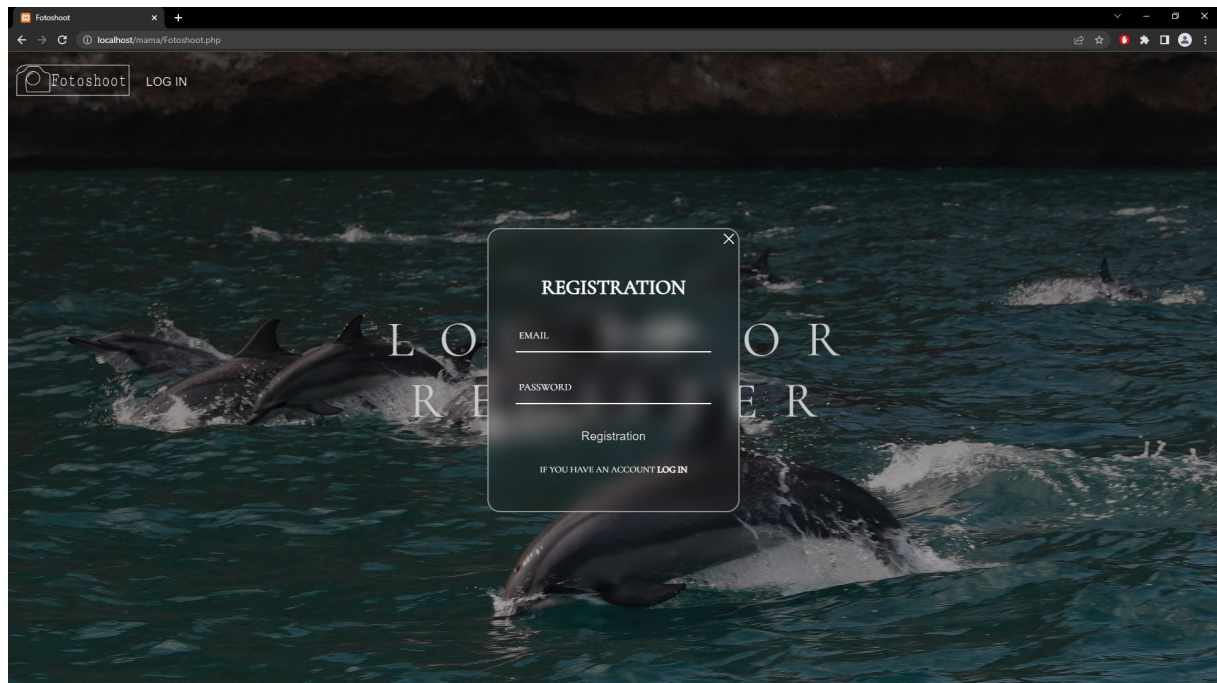 Fotoshoot
localhost/mama/Fotoshoot.php
Fotoshoot LOG IN
REGISTRATION
EMAIL
PASSWORD
Registration
IF YOU HAVE AN ACCOUNT LOG IN